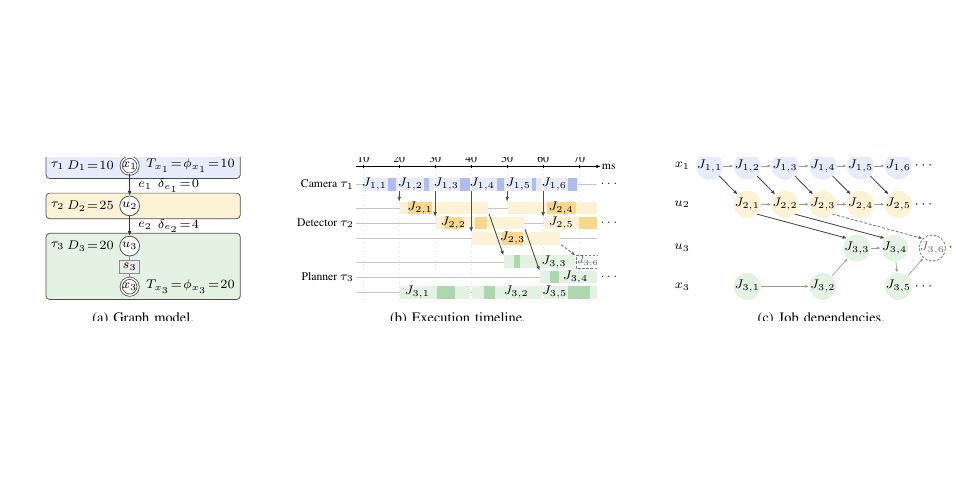 τ₁ D₁=10 x₁ Tₓ₁=ϕₓ₁=10
e₁ δₑ₁=0
τ₂ D₂=25 u₂
e₂ δₑ₂=4
τ₃ D₃=20 u₃
s₃
x₃ Tₓ₃=ϕₓ₃=20
(a) Graph model.
10 20 30 40 50 60 70 ms
Camera τ₁ J₁,₁ J₁,₂ J₁,₃ J₁,₄ J₁,₅ J₁,₆ ···
J₂,₁ J₂,₄
Detector τ₂ J₂,₂ J₂,₅ ···
J₂,₃
J₃,₃ J₃,₆
Planner τ₃ J₃,₄ ···
J₃,₁ J₃,₂ J₃,₅
(b) Execution timeline.
x₁ J₁,₁ J₁,₂ J₁,₃ J₁,₄ J₁,₅ J₁,₆ ···
u₂ J₂,₁ J₂,₂ J₂,₃ J₂,₄ J₂,₅ ···
u₃ J₃,₃ J₃,₄ J₃,₆ ·
x₃ J₃,₁ J₃,₂ J₃,₅ ···
(c) Job dependencies.